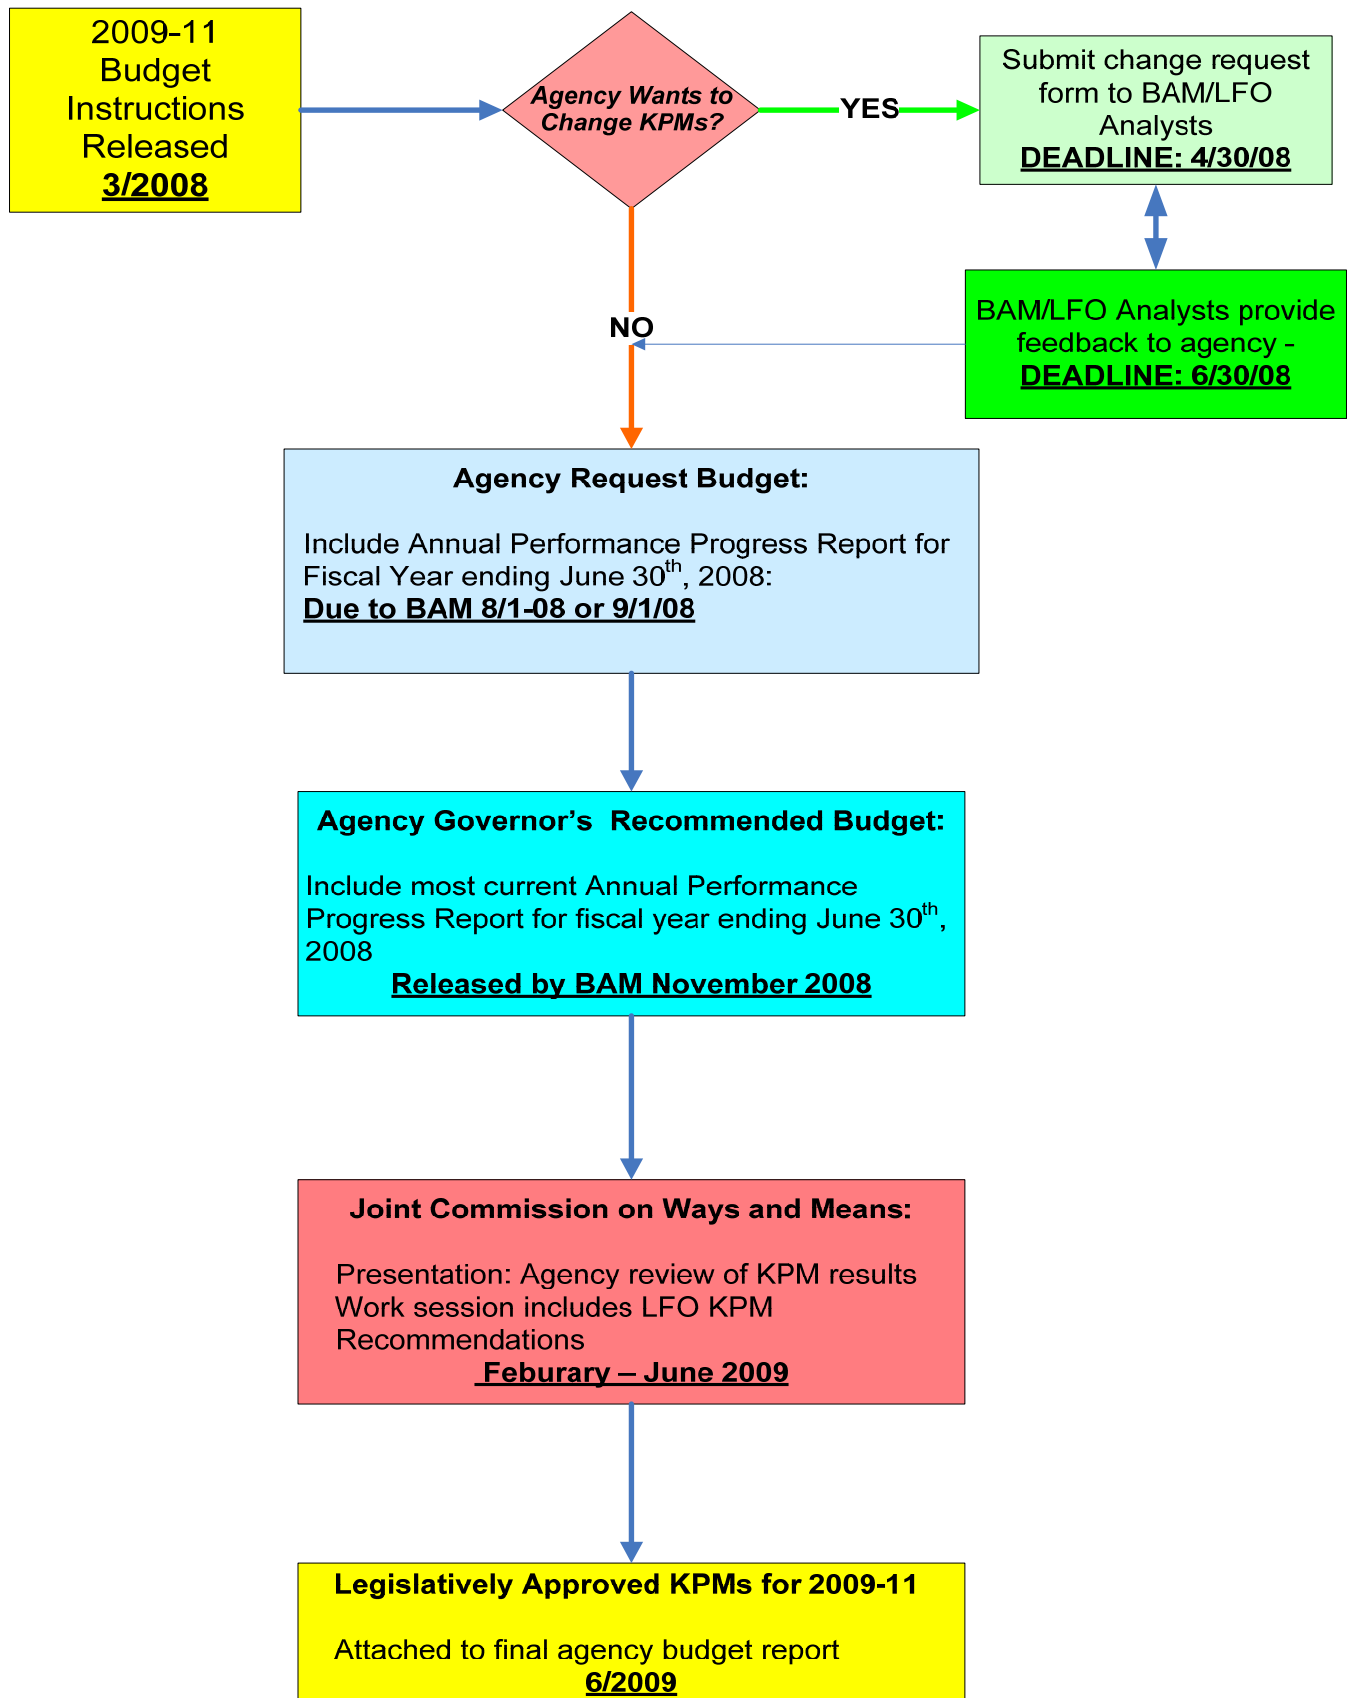 2009-11
Budget
Instructions
Released
3/2008
Agency Wants to
Change KPMs?
YES
Submit change request
form to BAM/LFO
Analysts
DEADLINE: 4/30/08
BAM/LFO Analysts provide
feedback to agency -
DEADLINE: 6/30/08
NO
Agency Request Budget:
Include Annual Performance Progress Report for
Fiscal Year ending June 30th, 2008:
Due to BAM 8/1-08 or 9/1/08
Agency Governor’s  Recommended Budget:
Include most current Annual Performance
Progress Report for fiscal year ending June 30th,
2008
Released by BAM November 2008
Joint Commission on Ways and Means:
Presentation: Agency review of KPM results
Work session includes LFO KPM
Recommendations
Feburary – June 2009
Legislatively Approved KPMs for 2009-11
Attached to final agency budget report
6/2009